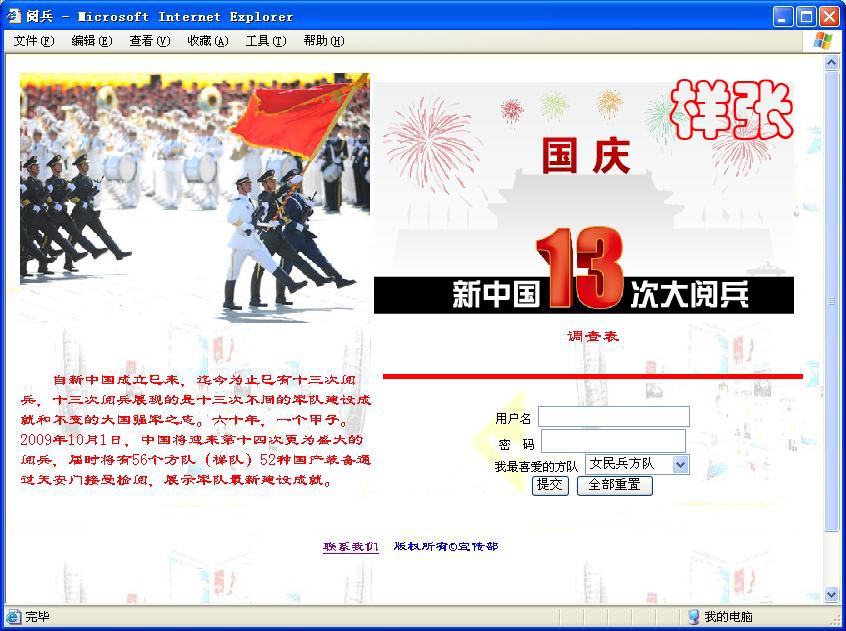 阅兵 - Microsoft Internet Explorer
文件(F) 编辑(E) 查看(V) 收藏(A) 工具(T) 帮助(H)
样张
国庆
新中国13次大阅兵
调查表
自新中国成立已来，迄今为止已有十三次阅
兵，十三次阅兵展现的是十三次不同的军队建设成
就和不变的大国强军之志。六十年，一个甲子。
2009年10月1日，中国将迎来第十四次更为盛大的
阅兵，届时将有56个方队（梯队）52种国产装备通
过天安门接受检阅，展示军队最新建设成就。
用户名
密 码
我最喜爱的方队 女民兵方队
提交 全部重置
联系我们 版权所有©宣传部
完毕 我的电脑